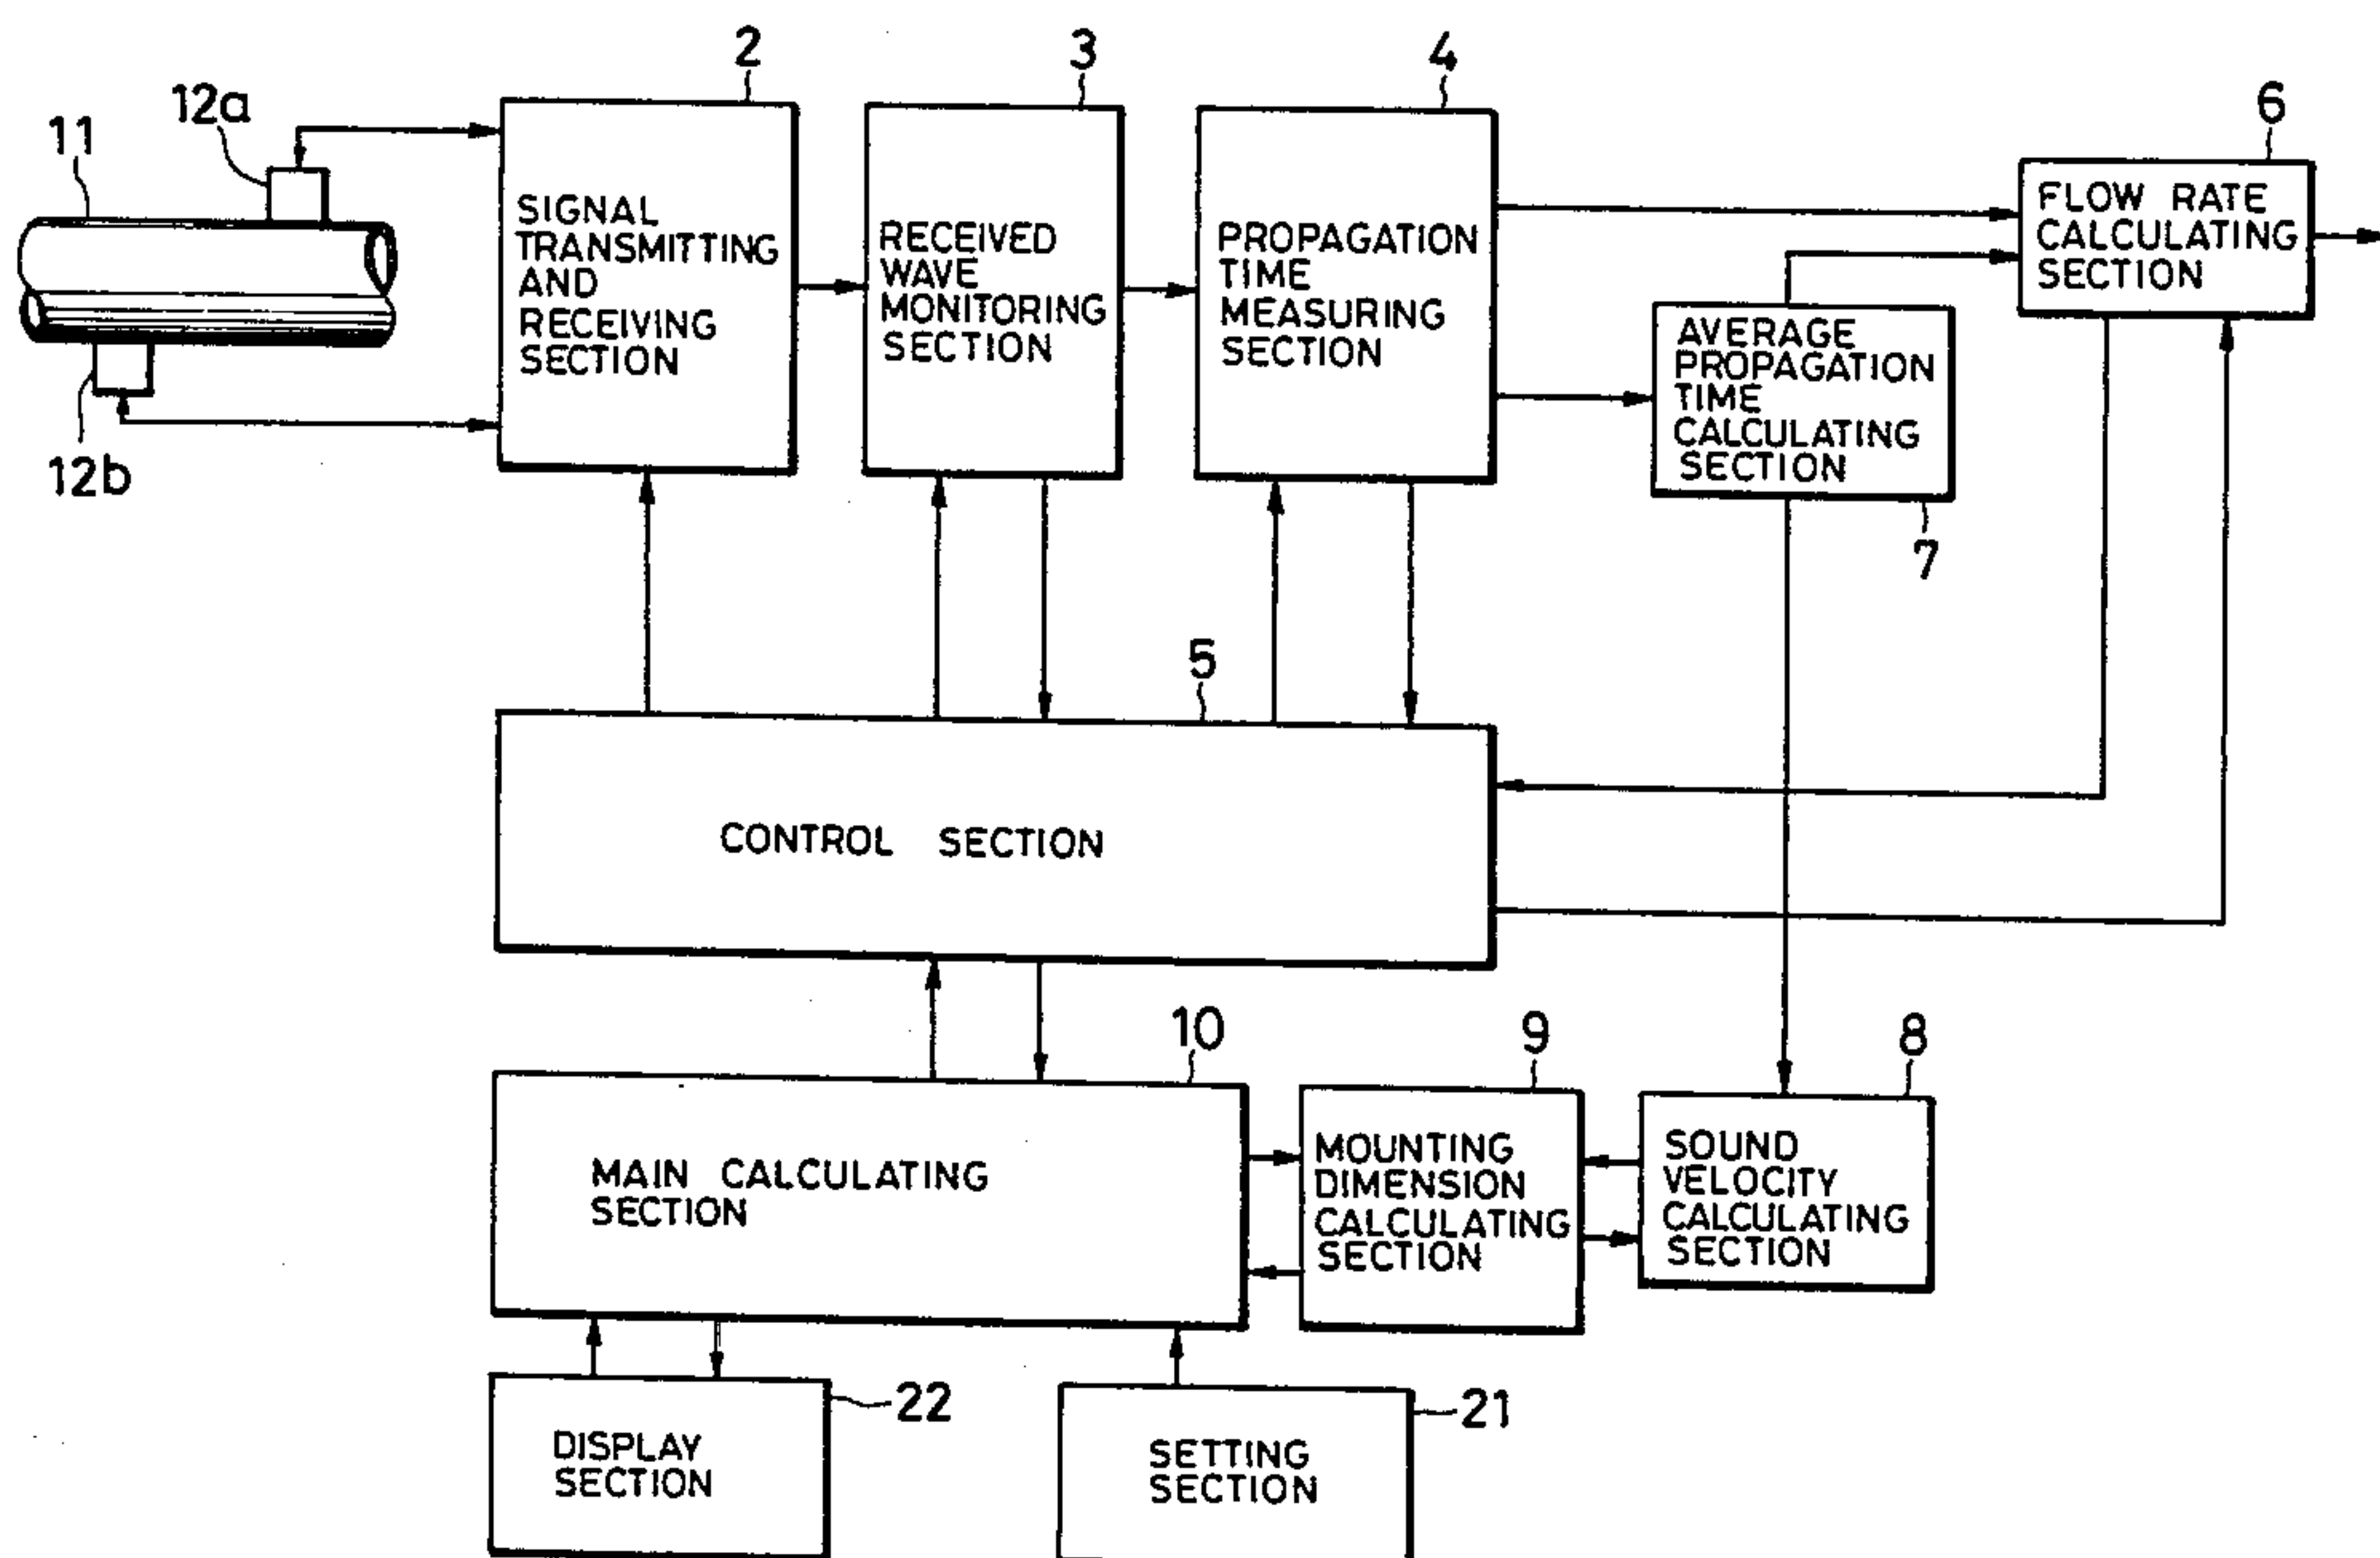 2
3
4
6
12a
11
SIGNAL
TRANSMITTING
AND
RECEIVING
SECTION
RECEIVED
WAVE
MONITORING
SECTION
PROPAGATION
TIME
MEASURING
SECTION
FLOW RATE
CALCULATING
SECTION
AVERAGE
PROPAGATION
TIME
CALCULATING
SECTION
12b
7
5
CONTROL SECTION
10
9
8
MAIN CALCULATING
SECTION
MOUNTING
DIMENSION
CALCULATING
SECTION
SOUND
VELOCITY
CALCULATING
SECTION
22
21
DISPLAY
SECTION
SETTING
SECTION